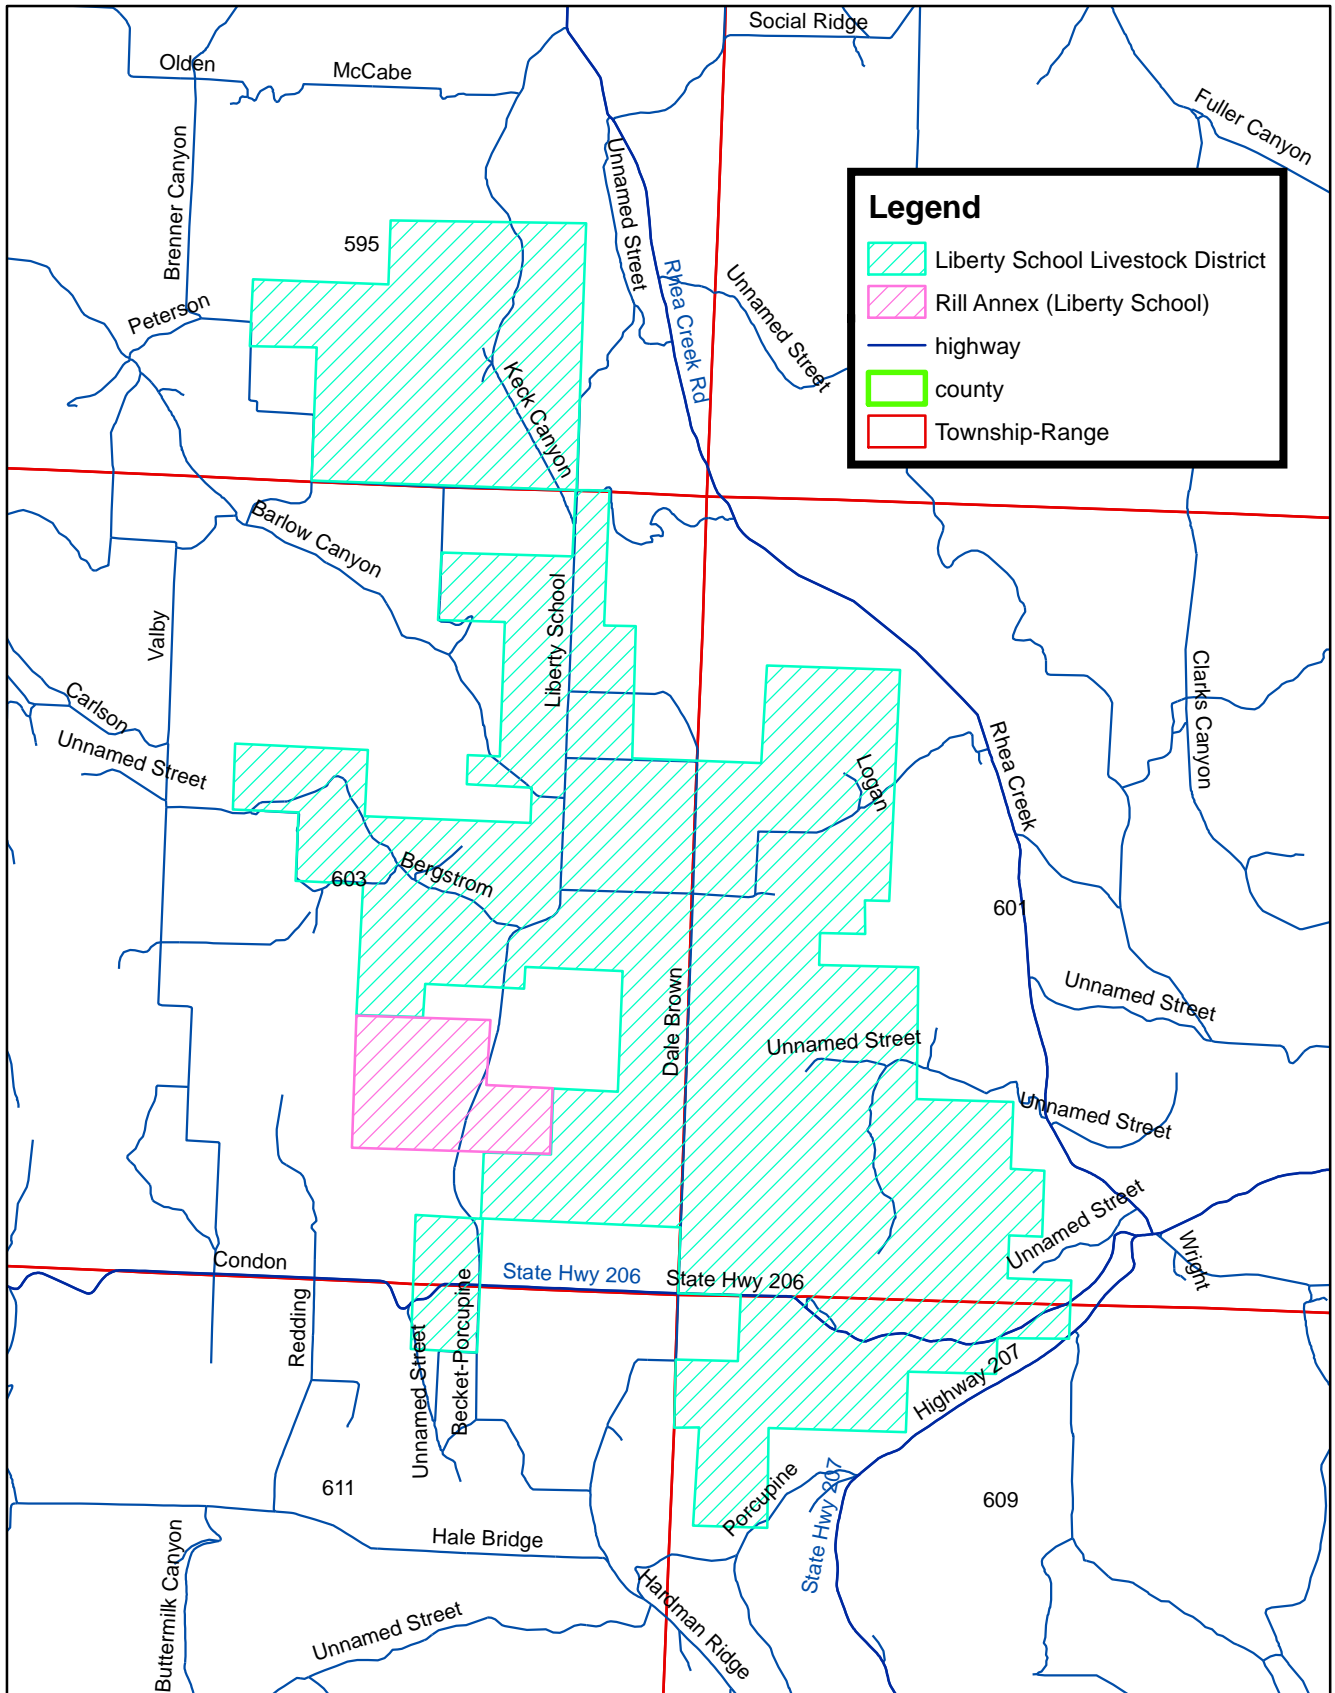 Social Ridge
Olden
McCabe
Fuller Canyon
Brenner Canyon
Unnamed Street
595
Legend
Liberty School Livestock District
Rill Annex (Liberty School)
highway
county
Township-Range
Rhea Creek Rd
Unnamed Street
Peterson
Keck Canyon
Barlow Canyon
Liberty School
Valby
Clarks Canyon
Carlson
Unnamed Street
Rhea Creek
Logan
Bergstrom
603
601
Unnamed Street
Dale Brown
Unnamed Street
Unnamed Street
Unnamed Street
Wright
Condon
State Hwy 206
State Hwy 206
Redding
Unnamed Street
Becket-Porcupine
Highway 207
611
Porcupine
State Hwy 207
609
Hale Bridge
Buttermilk Canyon
Hardman Ridge
Unnamed Street